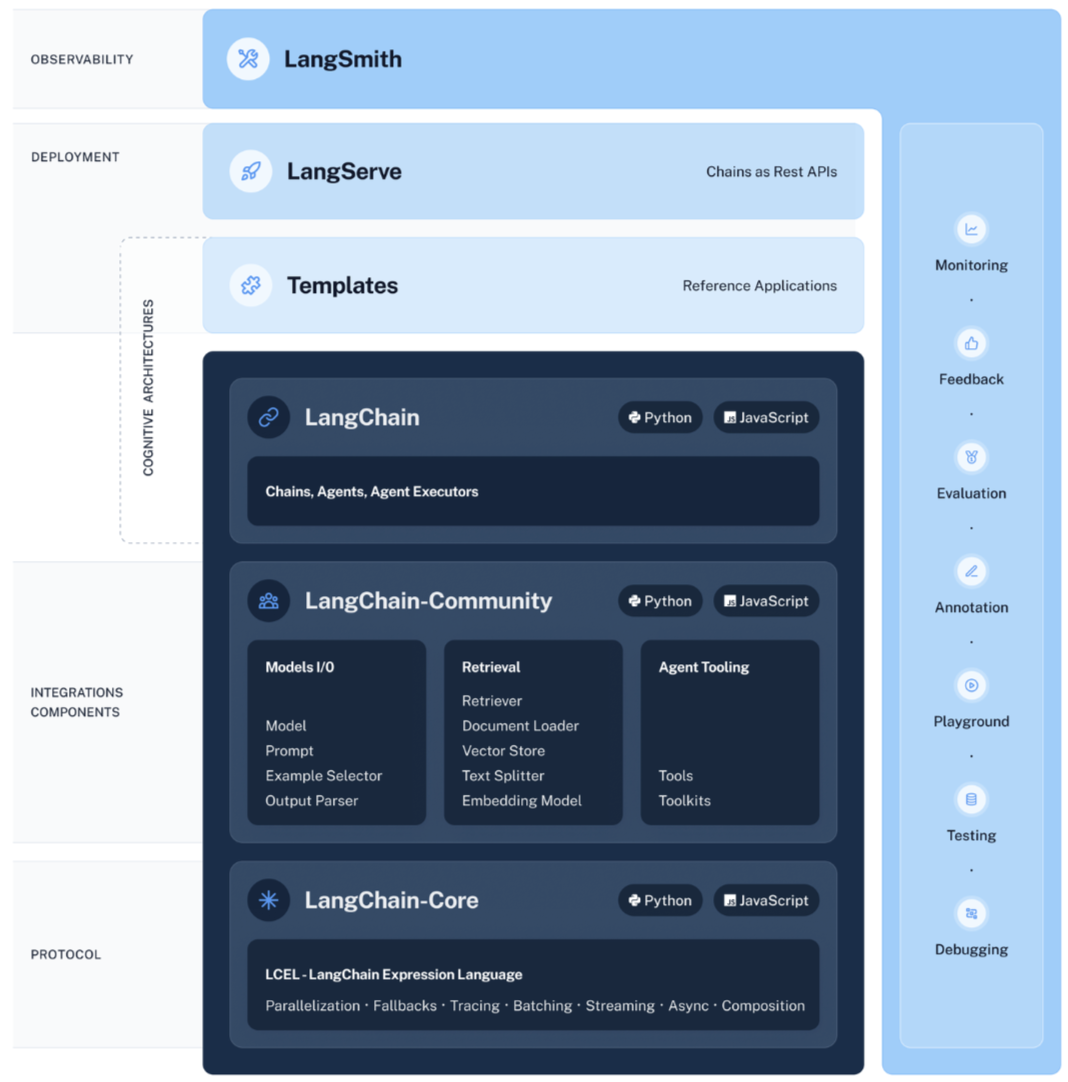 OBSERVABILITY
LangSmith
DEPLOYMENT
LangServe
Chains as Rest APIs
Templates
Reference Applications
COGNITIVE ARCHITECTURES
LangChain
Python
JavaScript
Chains, Agents, Agent Executors
INTEGRATIONS
COMPONENTS
LangChain-Community
Python
JavaScript
Models I/0
Model
Prompt
Example Selector
Output Parser
Retrieval
Retriever
Document Loader
Vector Store
Text Splitter
Embedding Model
Agent Tooling
Tools
Toolkits
PROTOCOL
LangChain-Core
Python
JavaScript
LCEL - LangChain Expression Language
Parallelization · Fallbacks · Tracing · Batching · Streaming · Async · Composition
Monitoring
·
Feedback
·
Evaluation
·
Annotation
·
Playground
·
Testing
·
Debugging